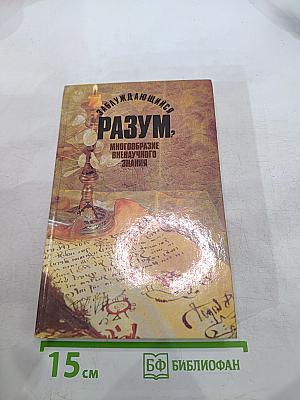 ЗАБЛУЖДАЮЩИЙСЯ
РАЗУМ?
МНОГООБРАЗИЕ
ВНЕНАУЧНОГО
ЗНАНИЯ
15 см
БФ БИБЛИОФАН